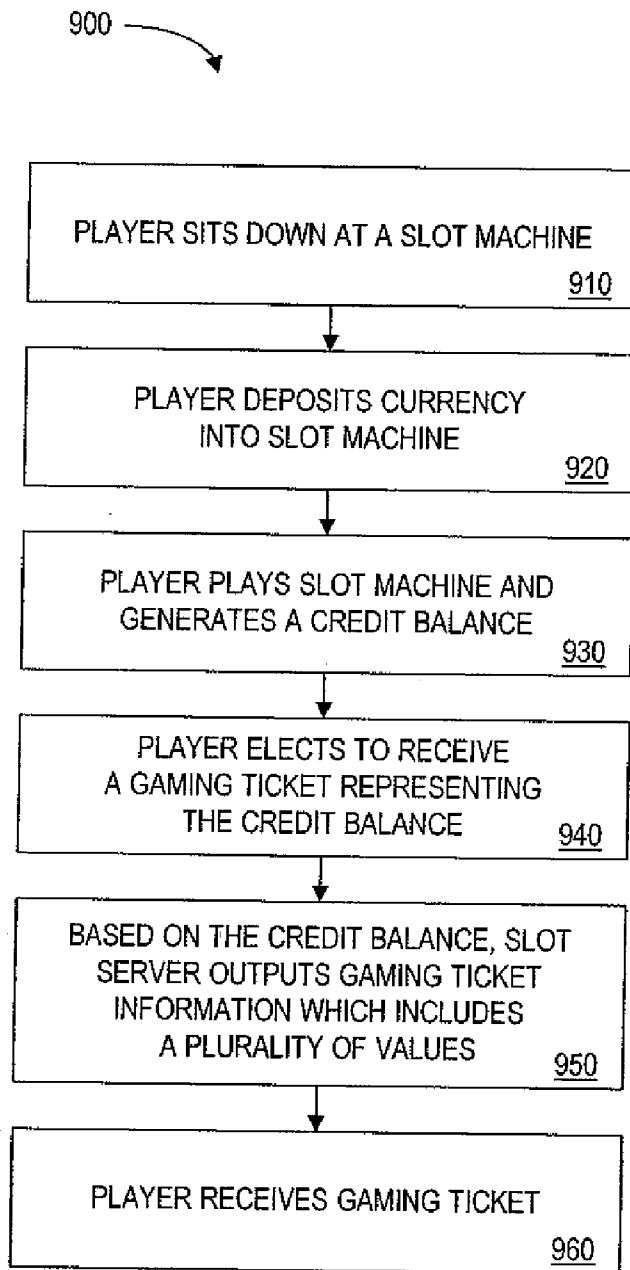 900
PLAYER SITS DOWN AT A SLOT MACHINE
910
PLAYER DEPOSITS CURRENCY
INTO SLOT MACHINE
920
PLAYER PLAYS SLOT MACHINE AND
GENERATES A CREDIT BALANCE
930
PLAYER ELECTS TO RECEIVE
A GAMING TICKET REPRESENTING
THE CREDIT BALANCE
940
BASED ON THE CREDIT BALANCE, SLOT
SERVER OUTPUTS GAMING TICKET
INFORMATION WHICH INCLUDES
A PLURALITY OF VALUES
950
PLAYER RECEIVES GAMING TICKET
960